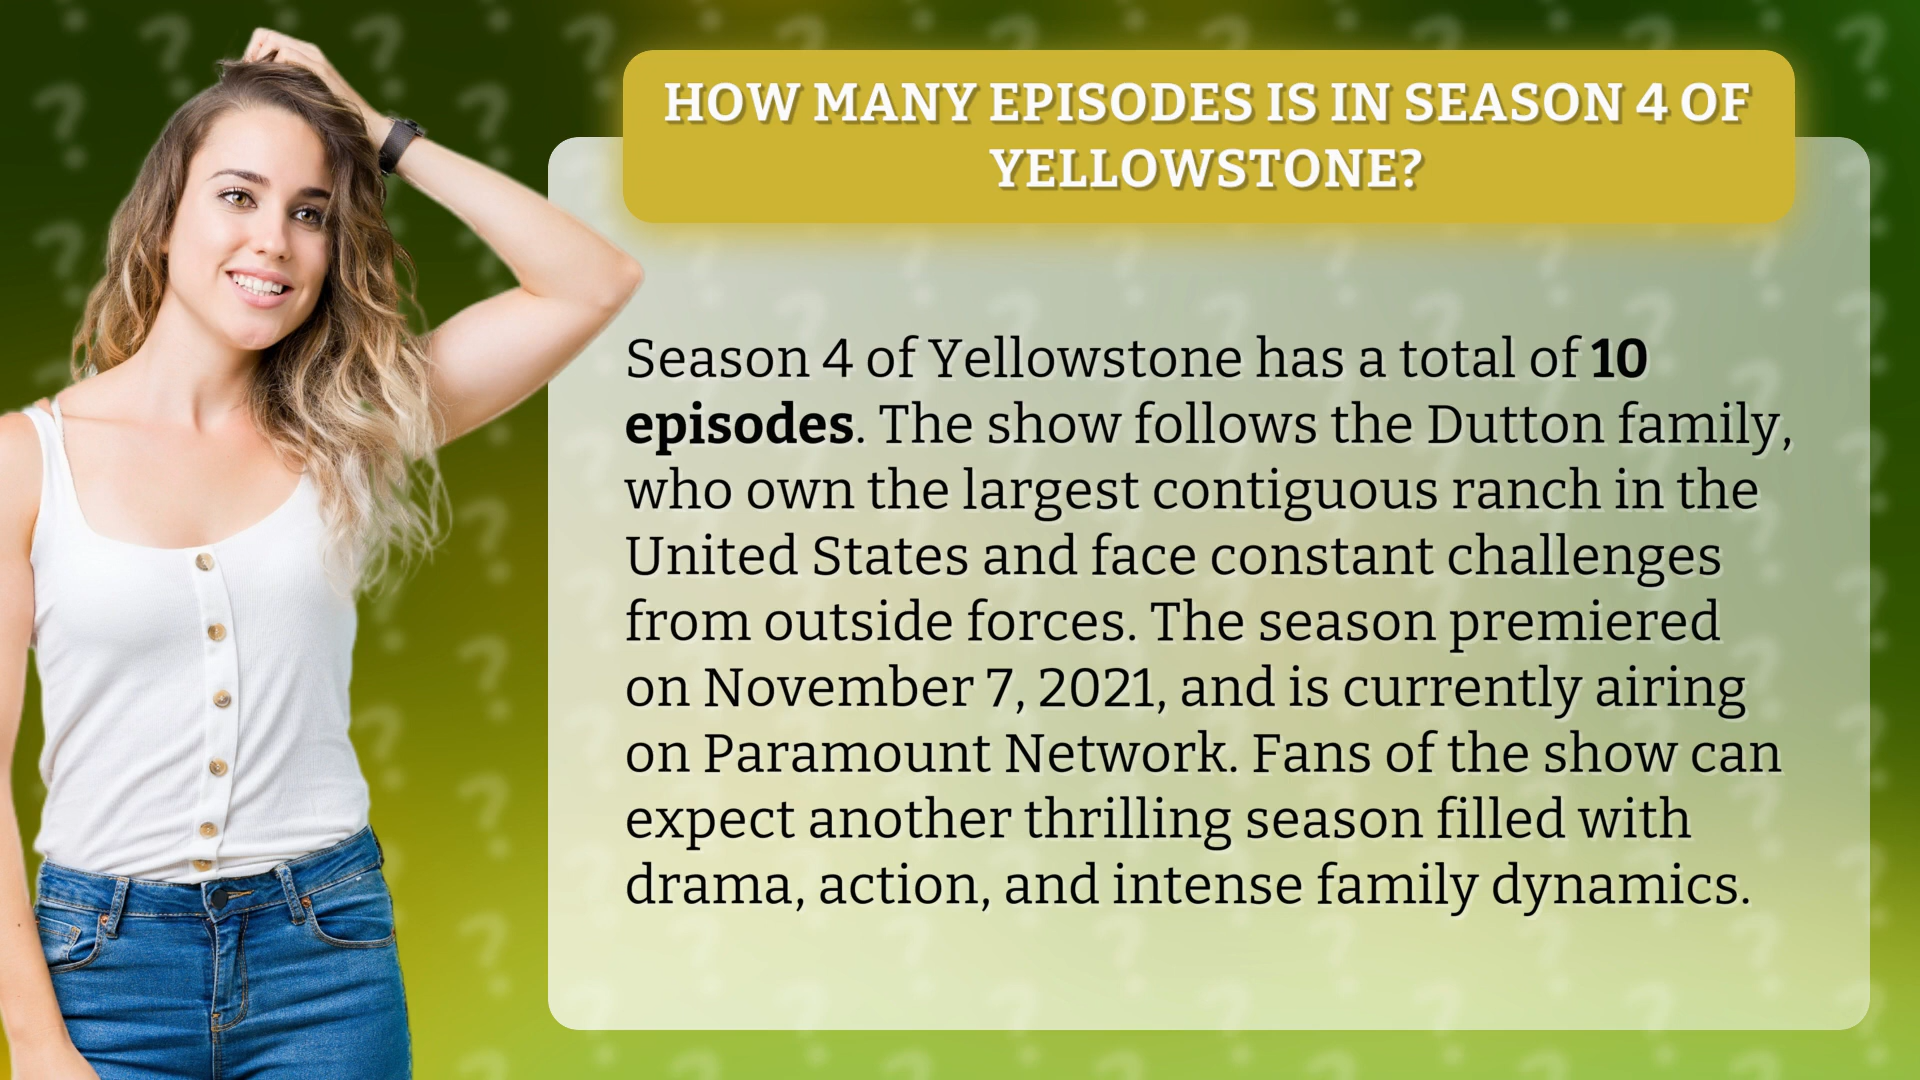 HOW MANY EPISODES IS IN SEASON 4 OF
YELLOWSTONE?
Season 4 of Yellowstone has a total of 10
episodes. The show follows the Dutton family,
who own the largest contiguous ranch in the
United States and face constant challenges
from outside forces. The season premiered
on November 7, 2021, and is currently airing
on Paramount Network. Fans of the show can
expect another thrilling season filled with
drama, action, and intense family dynamics.